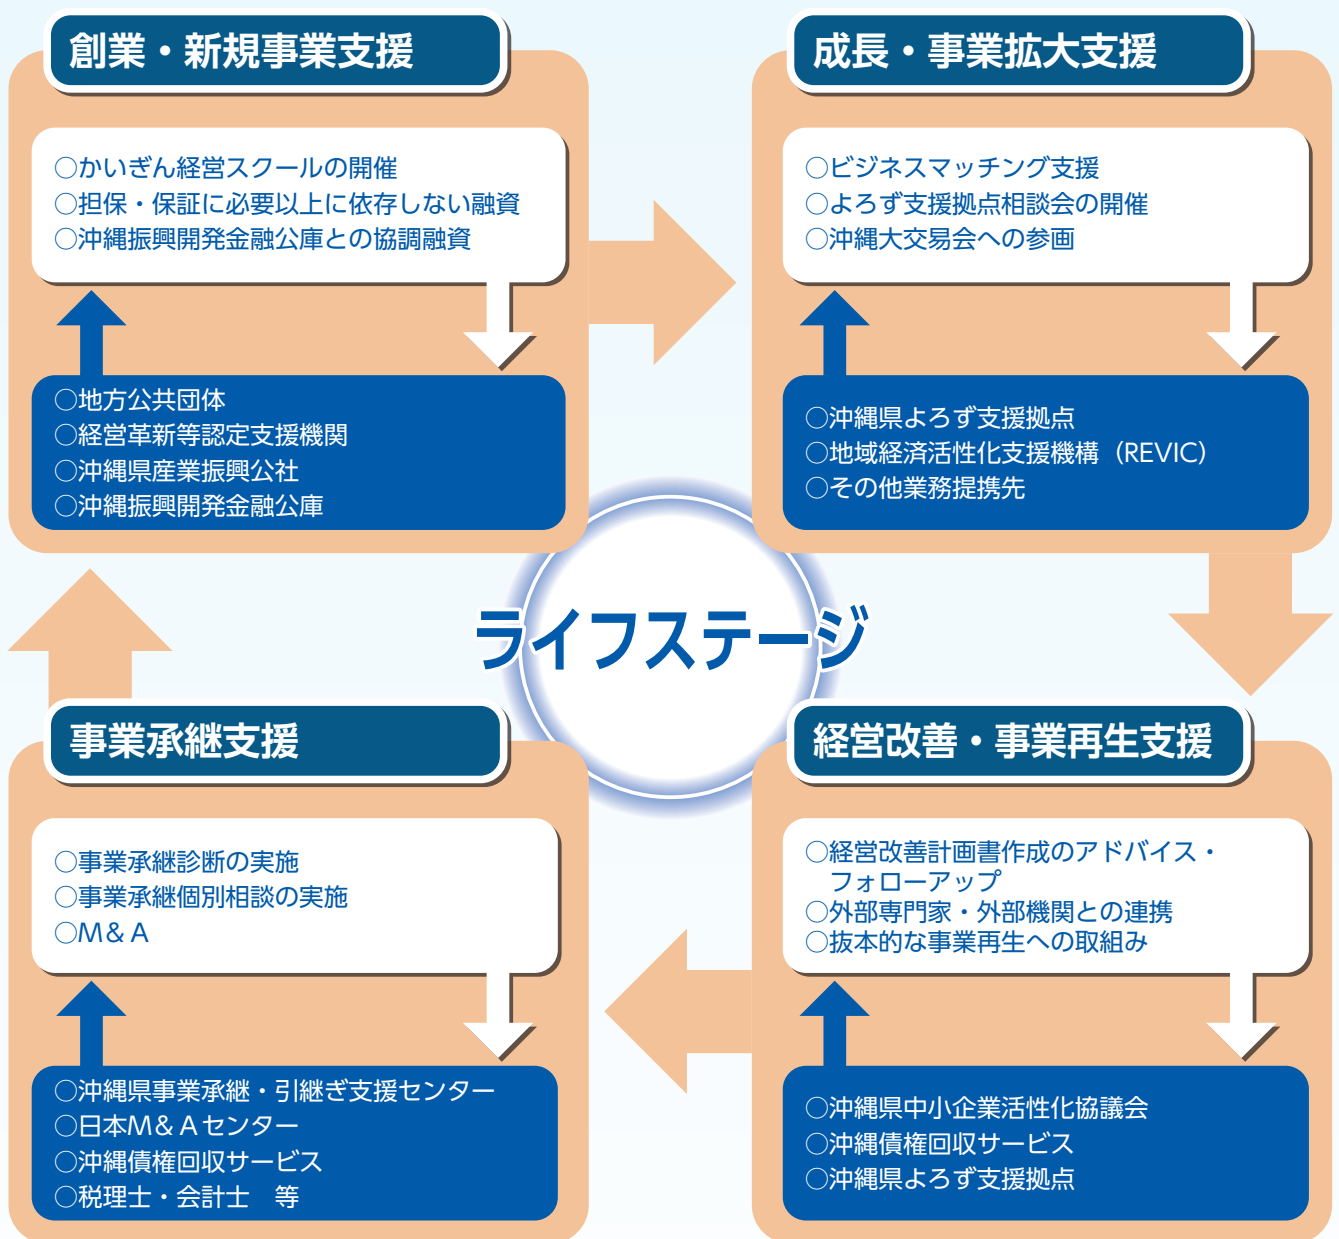 創業・新規事業支援
○かいぎん経営スクールの開催
○担保・保証に必要以上に依存しない融資
○沖縄振興開発金融公庫との協調融資
○地方公共団体
○経営革新等認定支援機関
○沖縄県産業振興公社
○沖縄振興開発金融公庫
成長・事業拡大支援
○ビジネスマッチング支援
○よろず支援拠点相談会の開催
○沖縄大交易会への参画
○沖縄県よろず支援拠点
○地域経済活性化支援機構（REVIC）
○その他業務提携先
ライフステージ
事業承継支援
○事業承継診断の実施
○事業承継個別相談の実施
○M＆A
○沖縄県事業承継・引継ぎ支援センター
○日本M＆Aセンター
○沖縄債権回収サービス
○税理士・会計士　等
経営改善・事業再生支援
○経営改善計画書作成のアドバイス・
フォローアップ
○外部専門家・外部機関との連携
○抜本的な事業再生への取組み
○沖縄県中小企業活性化協議会
○沖縄債権回収サービス
○沖縄県よろず支援拠点